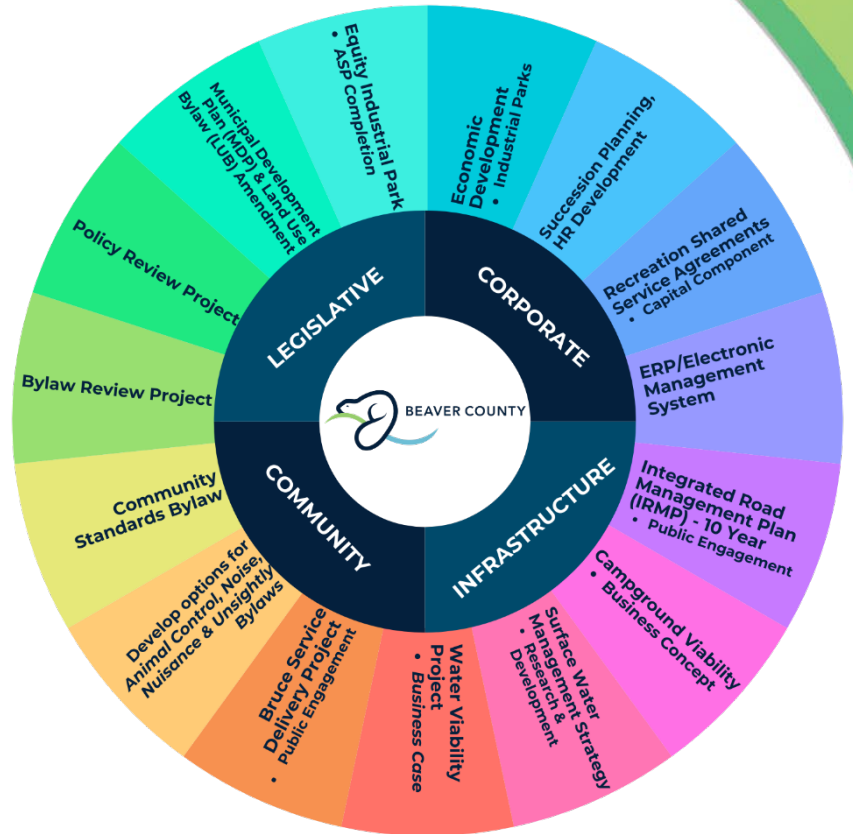 BEAVER COUNTY
LEGISLATIVE
CORPORATE
INFRASTRUCTURE
COMMUNITY
Economic
Development
• Industrial Parks
Succession Planning,
HR Development
Recreation Shared
Service Agreements
• Capital Component
ERP/Electronic
Management
System
Integrated Road
Management Plan
(IRMP) - 10 Year
• Public Engagement
Campground Viability
• Business Concept
Surface Water
Management Strategy
• Research &
Development
Water Viability
Project
• Business Case
Bruce Service
Delivery Project
• Public Engagement
Develop options for
Animal Control, Noise,
Nuisance & Unsightly
Bylaws
Community
Standards Bylaw
Bylaw Review Project
Policy Review Project
Municipal Development
Plan (MDP) & Land Use
Bylaw (LUB) Amendment
Equity Industrial Park
• ASP Completion